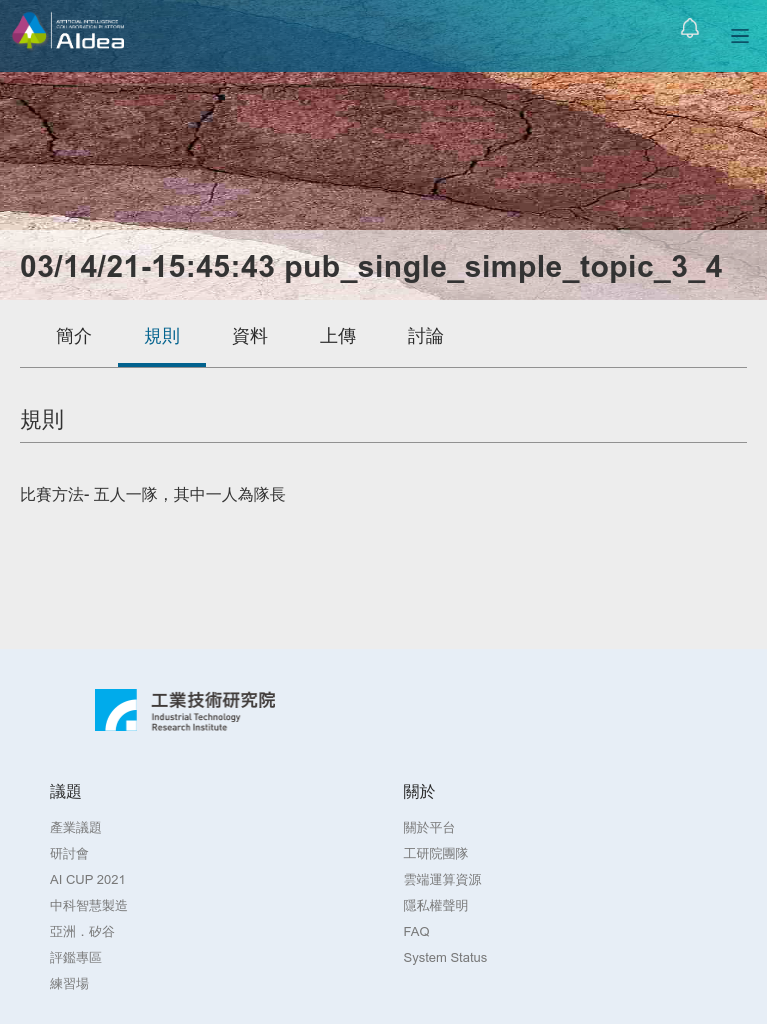 ARTIFICIAL INTELLIGENCE
COLLABORATION PLATFORM
AIdea
03/14/21-15:45:43 pub_single_simple_topic_3_4
簡介
規則
資料
上傳
討論
規則
比賽方法- 五人一隊，其中一人為隊長
工業技術研究院
Industrial Technology
Research Institute
議題
產業議題
研討會
AI CUP 2021
中科智慧製造
亞洲．矽谷
評鑑專區
練習場
關於
關於平台
工研院團隊
雲端運算資源
隱私權聲明
FAQ
System Status